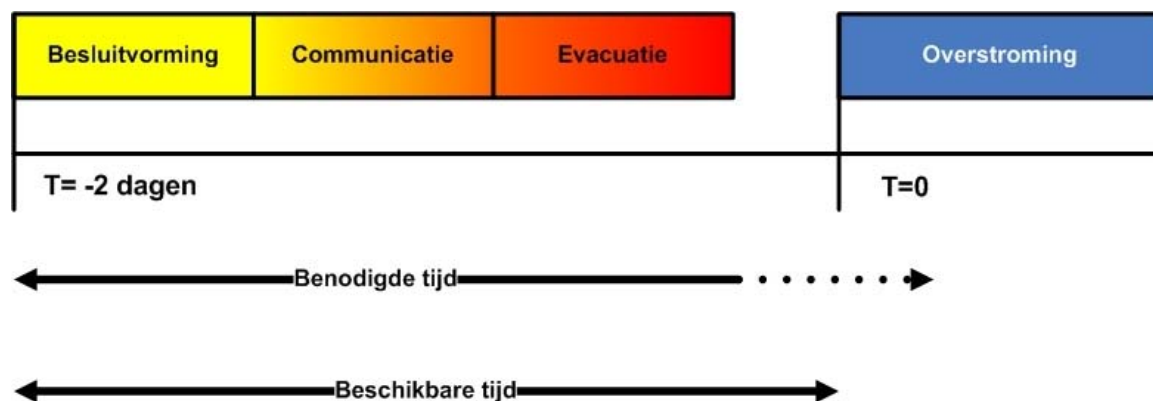 Besluitvorming Communicatie Evacuatie Overstroming
T= -2 dagen T=0
Benodigde tijd
Beschikbare tijd